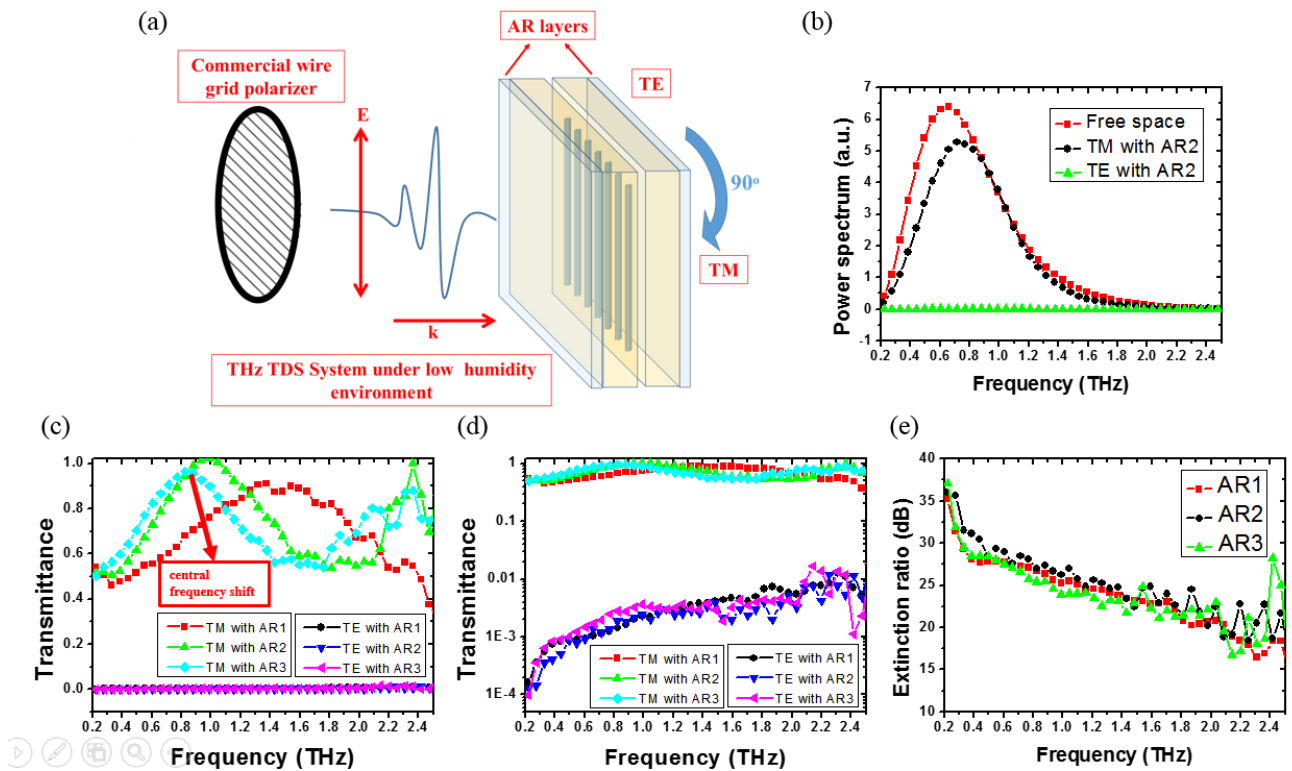 (a)
AR layers
Commercial wire
grid polarizer
E
TE
90°
TM
k
THz TDS System under low humidity
environment
(b)
Power spectrum (a.u.)
7
6
5
4
3
2
1
0
-1
Free space
TM with AR2
TE with AR2
0.2 0.4 0.6 0.8 1.0 1.2 1.4 1.6 1.8 2.0 2.2 2.4
Frequency (THz)
(c)
Transmittance
1.0
0.8
0.6
0.4
0.2
0.0
central
frequency shift
TM with AR1
TM with AR2
TM with AR3
TE with AR1
TE with AR2
TE with AR3
0.2 0.4 0.6 0.8 1.0 1.2 1.4 1.6 1.8 2.0 2.2 2.4
Frequency (THz)
(d)
Transmittance
1
0.1
0.01
1E-3
1E-4
TM with AR1
TM with AR2
TM with AR3
TE with AR1
TE with AR2
TE with AR3
0.2 0.4 0.6 0.8 1.0 1.2 1.4 1.6 1.8 2.0 2.2 2.4
Frequency (THz)
(e)
Extinction ratio (dB)
40
35
30
25
20
15
10
AR1
AR2
AR3
0.2 0.4 0.6 0.8 1.0 1.2 1.4 1.6 1.8 2.0 2.2 2.4
Frequency (THz)